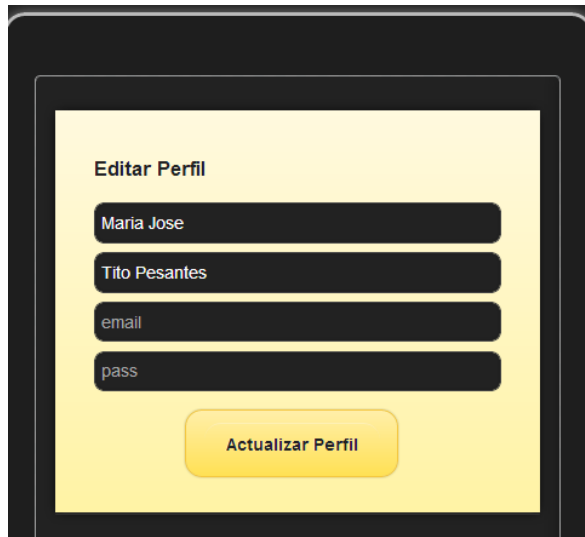 Editar Perfil
Maria Jose
Tito Pesantes
email
pass
Actualizar Perfil